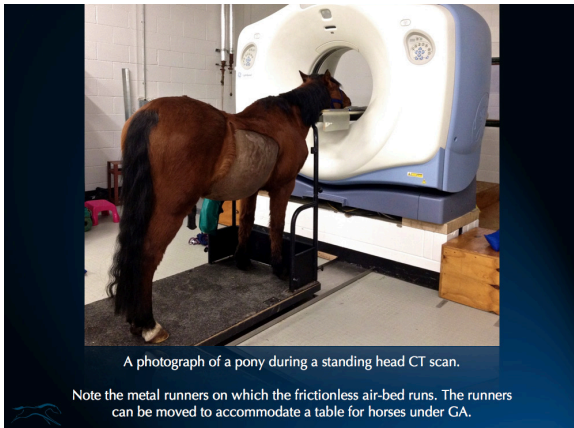 A photograph of a pony during a standing head CT scan.
Note the metal runners on which the frictionless air-bed runs. The runners
can be moved to accommodate a table for horses under GA.